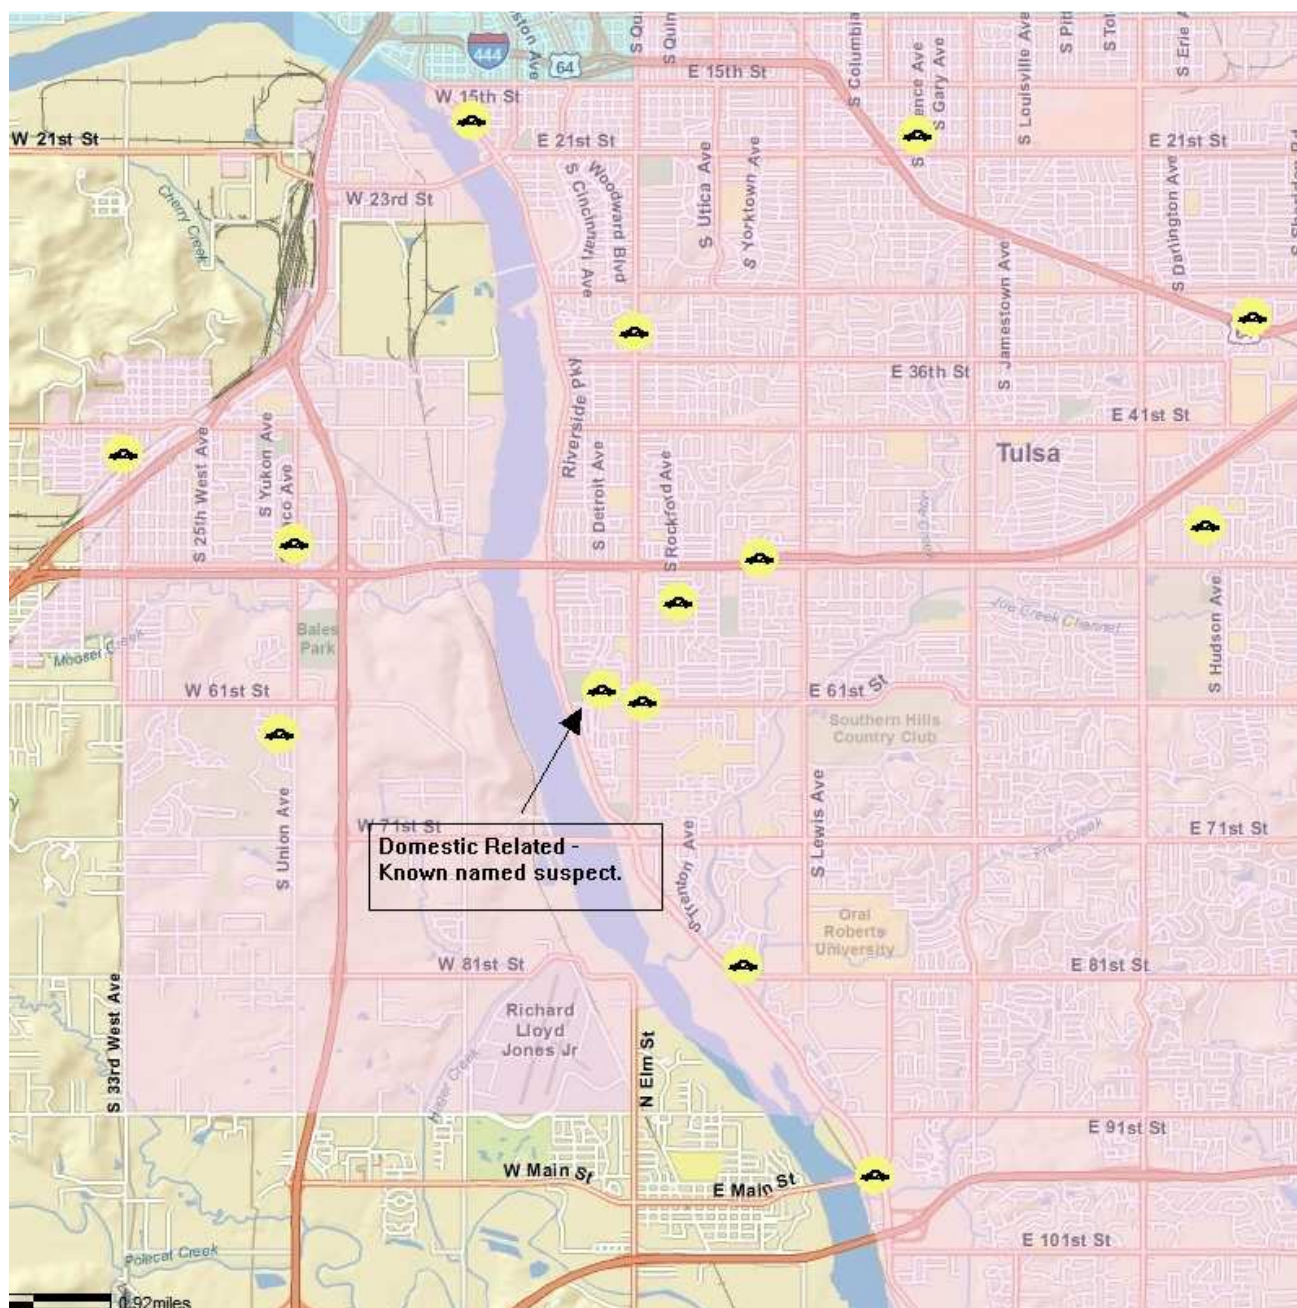 S Columbia
S Gary Ave
S Louisville Ave
S Pitt
S Tot
S Erie A
444
64
E 15th St
W 15th St
W 21st St
E 21st St
E 21st St
W 23rd St
Cherry Creek
S Cincinnati Ave
Woodward Blvd
S Utica Ave
S Yorktown Ave
S Jamestown Ave
S Darlington Ave
E 36th St
Riverside Pky
E 41st St
Tulsa
S 25th West Ave
S Yukon Ave
aco Ave
S Detroit Ave
S Rockford Ave
Bales
Park
Mooser Creek
Joe Creek Channel
S Hudson Ave
W 61st St
E 61st St
Southern Hills
Country Club
S Union Ave
W 71st St
Domestic Related -
Known named suspect.
S Trenton Ave
S Lewis Ave
E 71st St
Fred Creek
Oral
Roberts
University
W 81st St
E 81st St
S 33rd West Ave
Richard
Lloyd
Jones Jr
Hager Creek
N Elm St
E 91st St
W Main St
E Main St
E 101st St
Polecat Creek
0.92miles